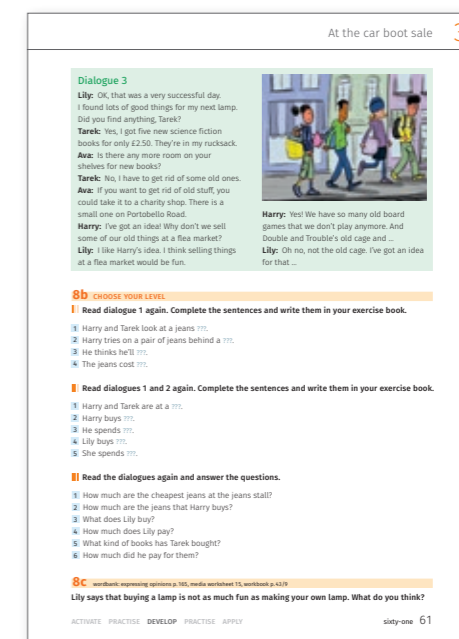 At the car boot sale 3
Dialogue 3
Lily: OK, that was a very successful day.
I found lots of good things for my next lamp.
Did you find anything, Tarek?
Tarek: Yes, I got five new science fiction
books for only £2.50. They're in my rucksack.
Ava: Is there any more room on your
shelves for new books?
Tarek: No, I have to get rid of some old ones.
Ava: If you want to get rid of old stuff, you
could take it to a charity shop. There is a
small one on Portobello Road.
Harry: I've got an idea! Why don't we sell
some of our old things at a flea market?
Lily: I like Harry's idea. I think selling things
at a flea market would be fun.
Harry: Yes! We have so many old board
games that we don't play anymore. And
Double and Trouble's old cage and ...
Lily: Oh no, not the old cage. I've got an idea
for that ...
8b CHOOSE YOUR LEVEL
Read dialogue 1 again. Complete the sentences and write them in your exercise book.
1 Harry and Tarek look at a jeans ???.
2 Harry tries on a pair of jeans behind a ???.
3 He thinks he'll ???.
4 The jeans cost ???.
Read dialogues 1 and 2 again. Complete the sentences and write them in your exercise book.
1 Harry and Tarek are at a ???.
2 Harry buys ???.
3 He spends ???.
4 Lily buys ???.
5 She spends ???.
Read the dialogues again and answer the questions.
1 How much are the cheapest jeans at the jeans stall?
2 How much are the jeans that Harry buys?
3 What does Lily buy?
4 How much does Lily pay?
5 What kind of books has Tarek bought?
6 How much did he pay for them?
8c wordbank: expressing opinions p. 165, media worksheet 15, workbook p. 43/9
Lily says that buying a lamp is not as much fun as making your own lamp. What do you think?
ACTIVATE PRACTISE DEVELOP PRACTISE APPLY sixty-one 61